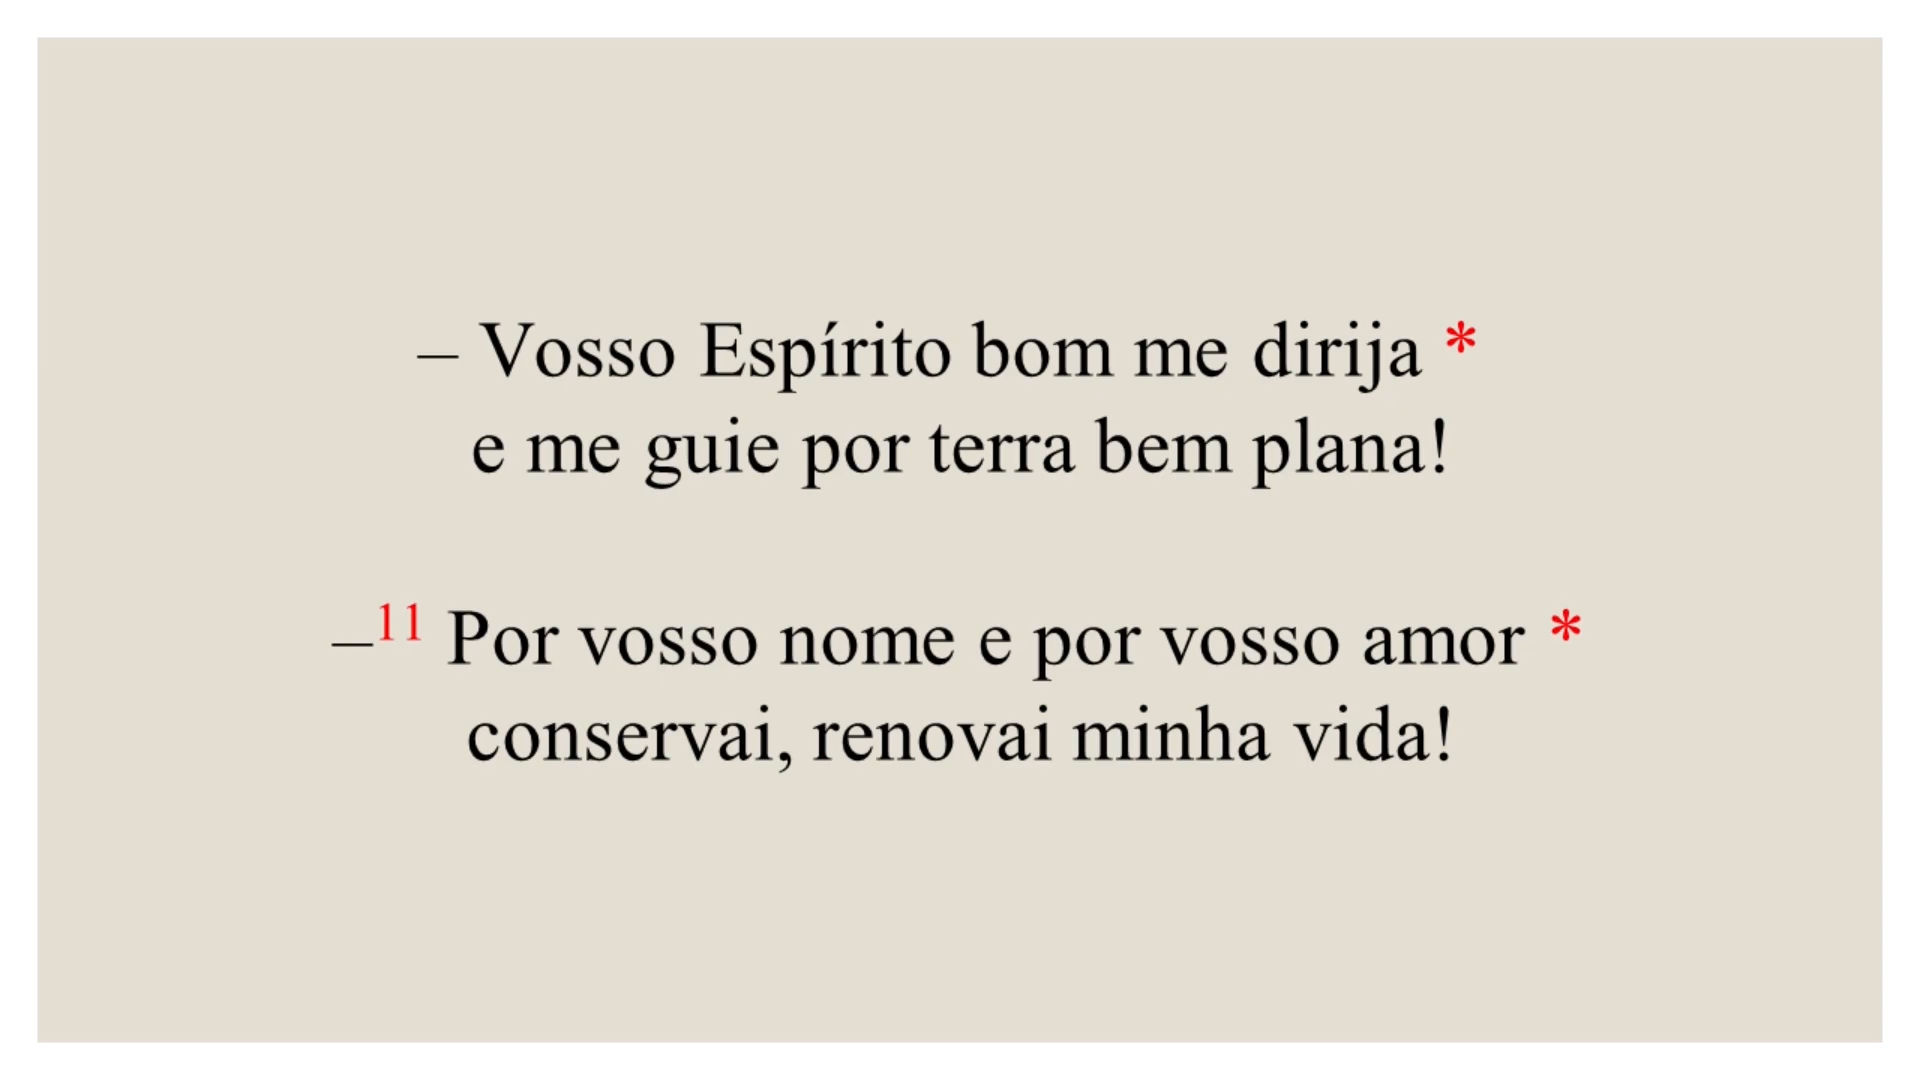 – Vosso Espírito bom me dirija *
e me guie por terra bem plana!
–11 Por vosso nome e por vosso amor *
conservai, renovai minha vida!